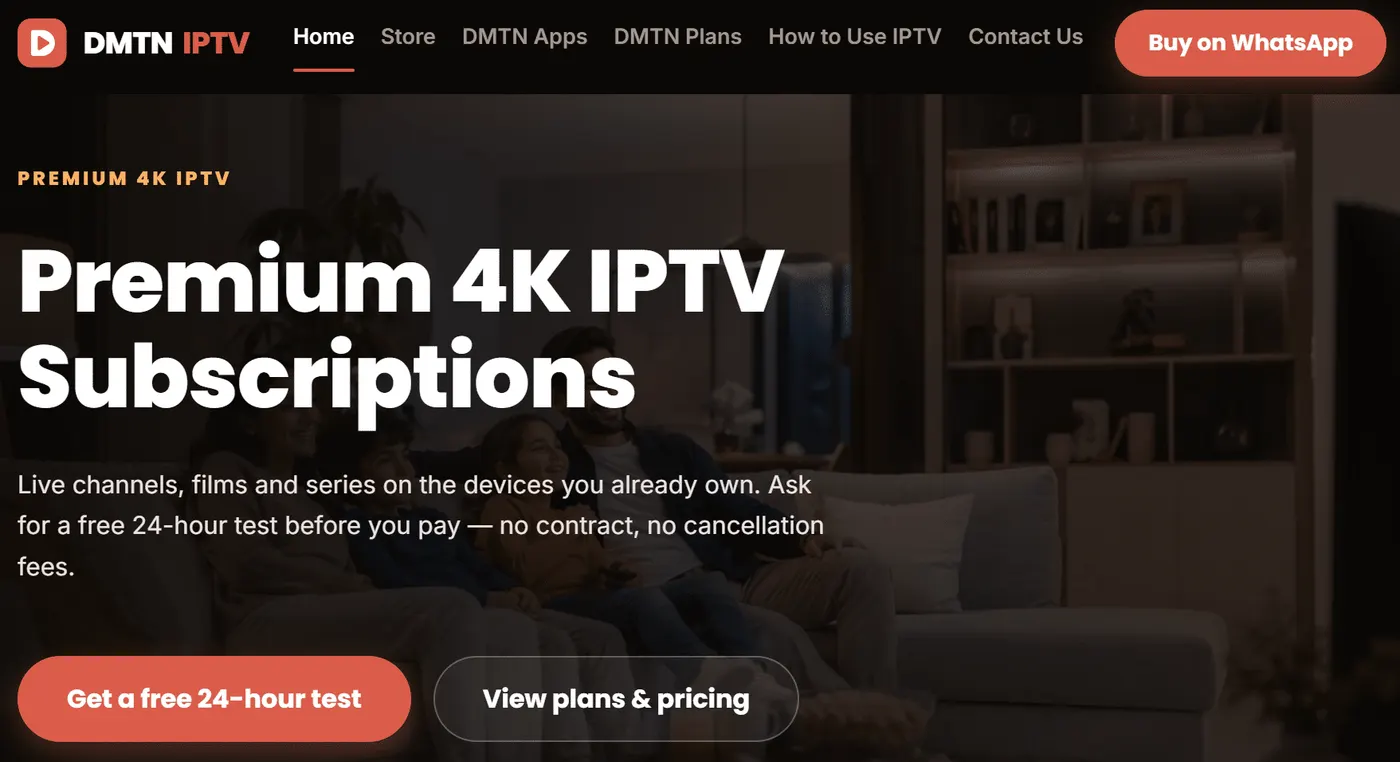 DMTN IPTV
Home
Store
DMTN Apps
DMTN Plans
How to Use IPTV
Contact Us
Buy on WhatsApp
PREMIUM 4K IPTV
Premium 4K IPTV
Subscriptions
Live channels, films and series on the devices you already own. Ask
for a free 24-hour test before you pay — no contract, no cancellation
fees.
Get a free 24-hour test
View plans & pricing